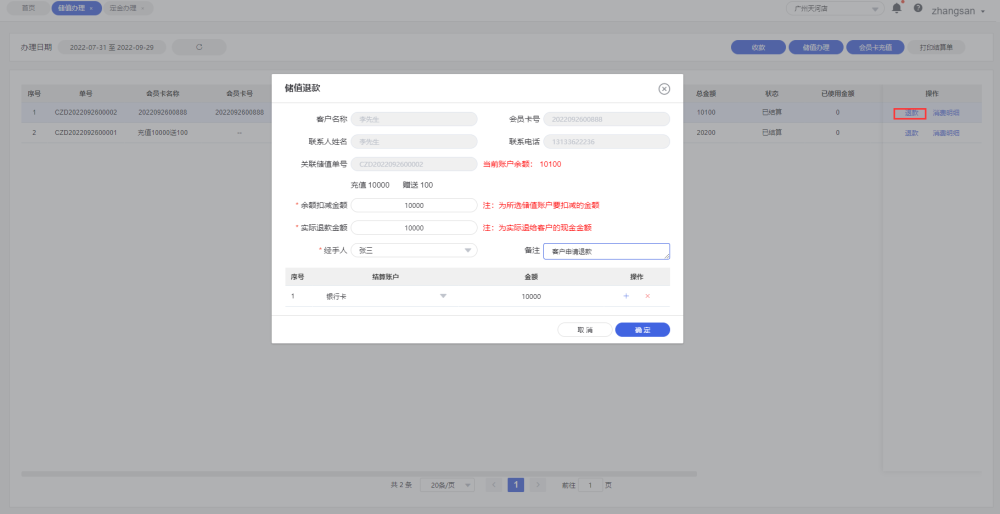 首页 储值办理 × 定金办理 × 广州天河店 zhangsan
办理日期 2022-07-31 至 2022-09-29 收款 储值办理 会员卡充值 打印结算单
序号 单号 会员卡名称 会员卡号 总金额 状态 已使用金额 操作
1 CZD2022092600002 2022092600888 2022092600888 10100 已结算 0 退款 消费明细
2 CZD2022092600001 充值10000送100 -- 20200 已结算 0 退款 消费明细
储值退款
客户名称 李先生 会员卡号 2022092600888
联系人姓名 李先生 联系电话 13133622236
关联储值单号 CZD2022092600002 当前账户余额: 10100
充值 10000 赠送 100
* 余额扣减金额 10000 注：为所选储值账户要扣减的金额
* 实际退款金额 10000 注：为实际退给客户的现金金额
* 经手人 张三 备注 客户申请退款
序号 结算账户 金额 操作
1 银行卡 10000 + ×
取消 确定
共 2 条 20条/页 < 1 > 前往 1 页